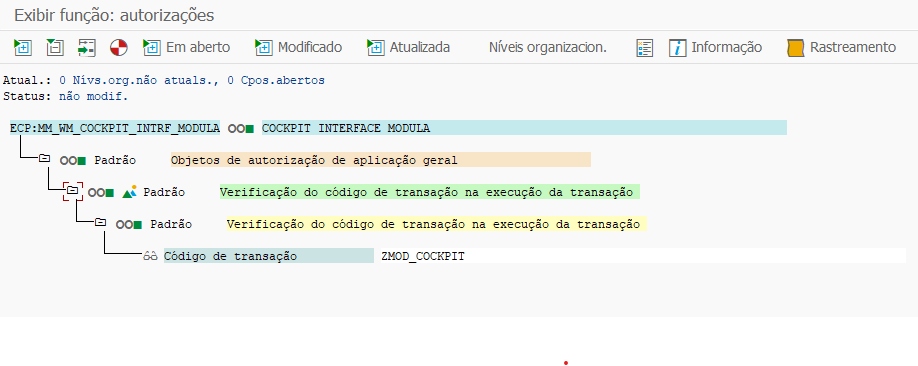 Exibir função: autorizações
Em aberto Modificado Atualizada Níveis organizacion. Informação Rastreamento
Atual.: 0 Nivs.org.não atuals., 0 Cpos.abertos
Status: não modif.
ECP:MM_WM_COCKPIT_INTRF_MODULA COCKPIT INTERFACE MODULA
Padrão Objetos de autorização de aplicação geral
Padrão Verificação do código de transação na execução da transação
Padrão Verificação do código de transação na execução da transação
Código de transação ZMOD_COCKPIT